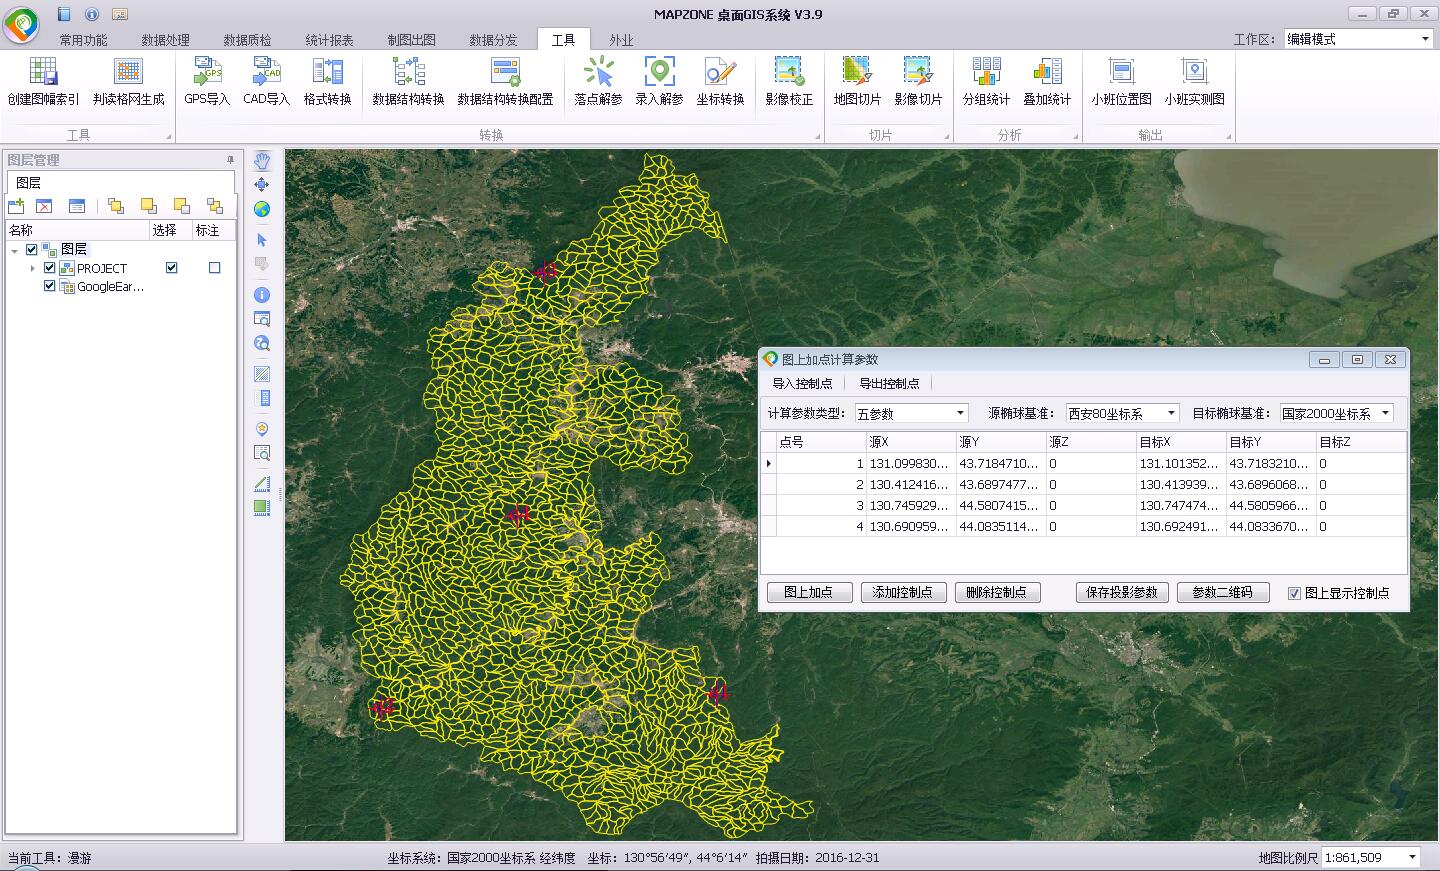 MAPZONE 桌面GIS系统 V3.9
常用功能 数据处理 数据质检 统计报表 制图出图 数据分发 工具 外业
工作区： 编辑模式
创建图幅索引 判读格网生成 GPS导入 CAD导入 格式转换 数据结构转换 数据结构转换配置 落点解参 录入解参 坐标转换 影像校正 地图切片 影像切片 分组统计 叠加统计 小班位置图 小班实测图
工具 转换 切片 分析 输出
图层管理
图层
名称 选择 标注
图层
PROJECT
GoogleEar...
图上加点计算参数
导入控制点 导出控制点
计算参数类型： 五参数 源椭球基准： 西安80坐标系 目标椭球基准： 国家2000坐标系
点号 源X 源Y 源Z 目标X 目标Y 目标Z
1 131.099830... 43.7184710... 0 131.101352... 43.7183210... 0
2 130.412416... 43.6897477... 0 130.413939... 43.6896068... 0
3 130.745929... 44.5807415... 0 130.747474... 44.5805966... 0
4 130.690959... 44.0835114... 0 130.692491... 44.0833670... 0
图上加点 添加控制点 删除控制点 保存投影参数 参数二维码 图上显示控制点
当前工具：漫游 坐标系统：国家2000坐标系 经纬度 坐标：130°56′49″, 44°6′14″ 拍摄日期：2016-12-31 地图比例尺 1:861,509